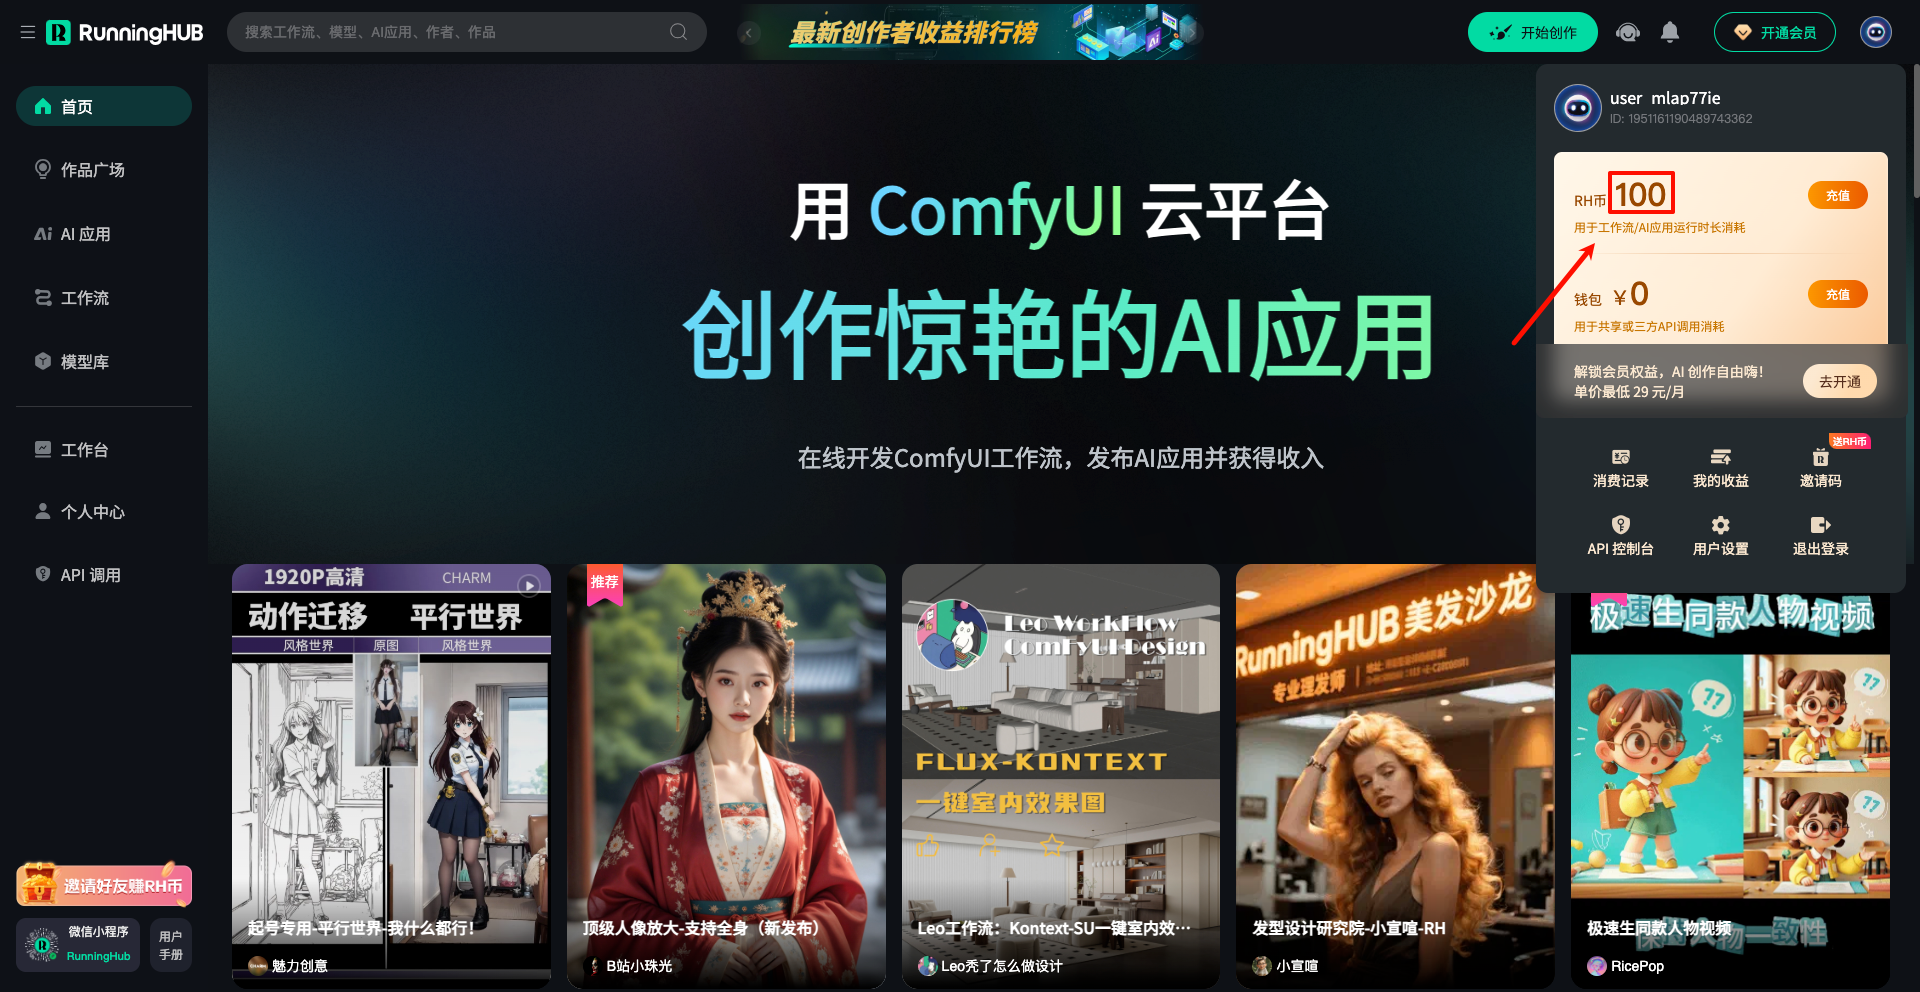 RunningHUB
搜索工作流、模型、AI应用、作者、作品
最新创作者收益排行榜
开始创作
开通会员
首页
作品广场
AI 应用
工作流
模型库
工作台
个人中心
API 调用
邀请好友赚RH币
微信小程序
RunningHub
用户
手册
用 ComfyUI 云平台
创作惊艳的AI应用
在线开发ComfyUI工作流，发布AI应用并获得收入
user_mlap77ie
ID: 1951161190489743362
RH币 100
充值
用于工作流/AI应用运行时长消耗
钱包 ¥0
充值
用于共享或三方API调用消耗
解锁会员权益，AI 创作自由嗨！
单价最低 29 元/月
去开通
送RH币
消费记录
我的收益
邀请码
API 控制台
用户设置
退出登录
1920P高清
CHARM
动作迁移 平行世界
风格世界 原图 风格世界
起号专用-平行世界-我什么都行！
魅力创意
推荐
顶级人像放大-支持全身（新发布）
B站小珠光
Leo WorkFlow
ComFyUI-Design
FLUX-KONTEXT
一键室内效果图
Leo工作流：Kontext-SU一键室内效...
Leo秃了怎么做设计
RunningHUB美发沙龙
专业理发师
发型设计研究院-小宣喧-RH
小宣喧
极速生同款人物视频
极速生同款人物视频
RicePop